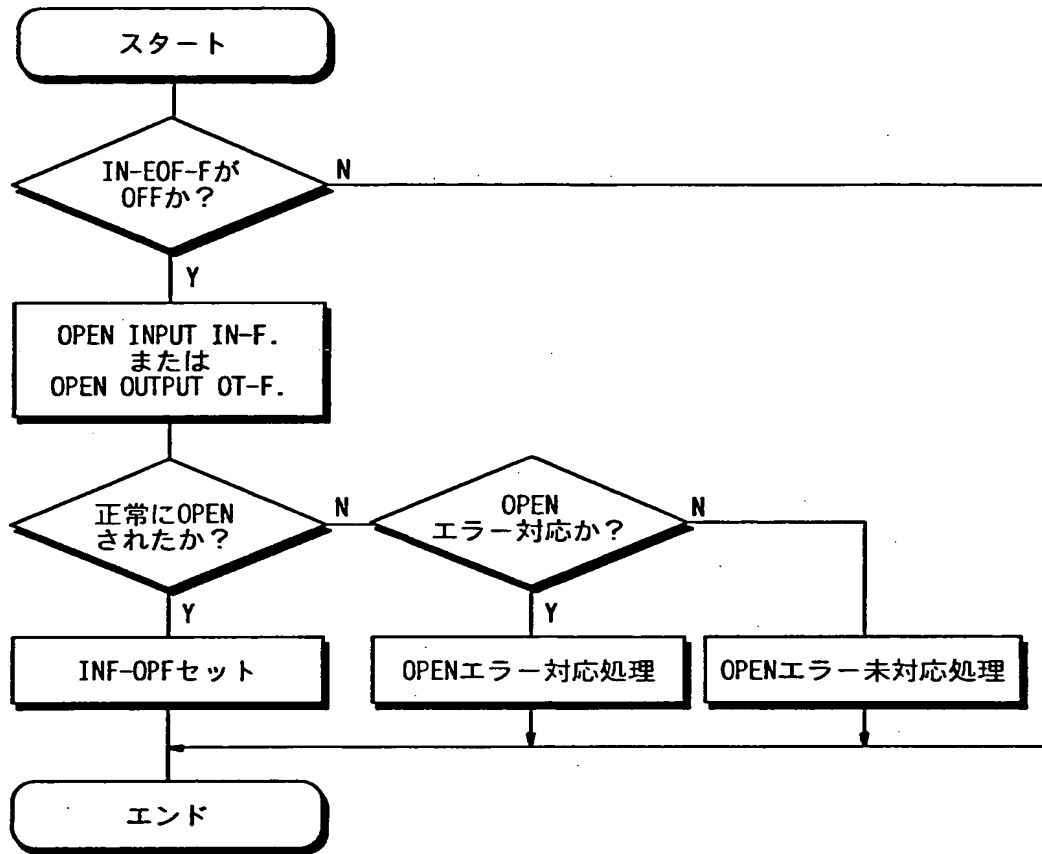 スタート
IN-EOF-Fが
OFFか?
N
Y
OPEN INPUT IN-F.
または
OPEN OUTPUT OT-F.
正常にOPEN
されたか?
N
OPEN
エラー対応か?
N
Y
Y
INF-OPFセット
OPENエラー対応処理
OPENエラー未対応処理
エンド